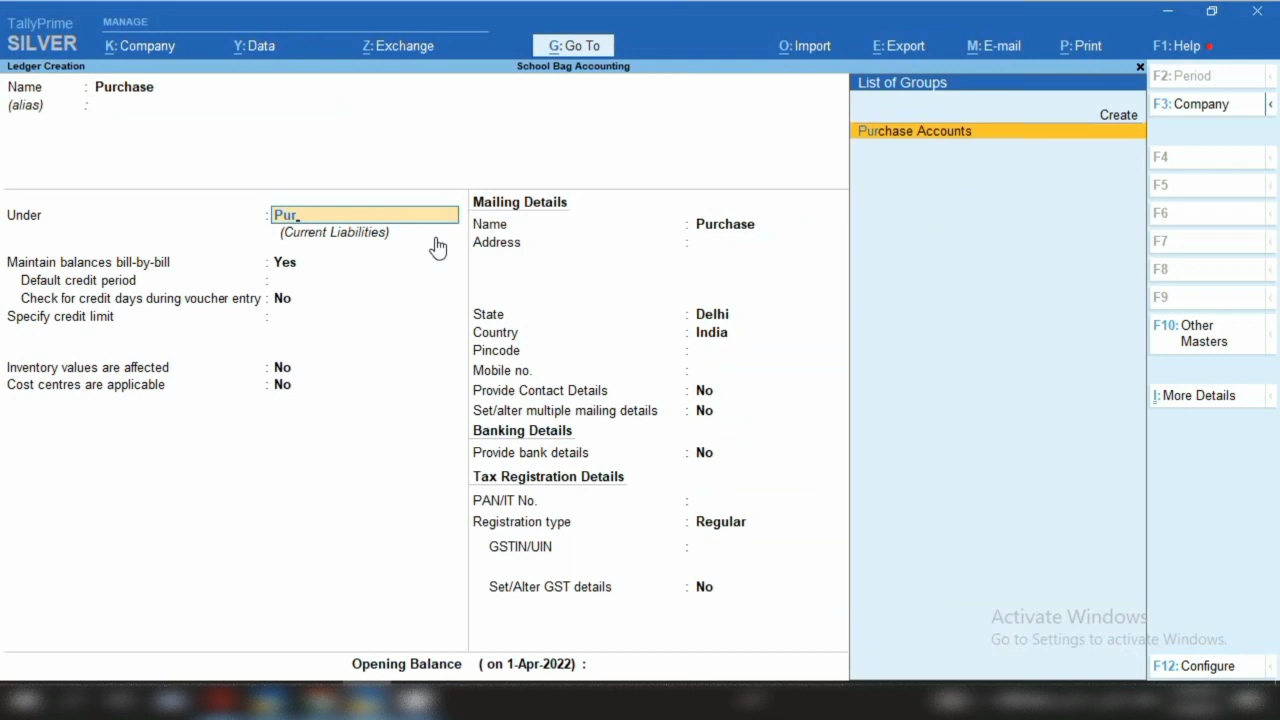 TallyPrime
MANAGE
SILVER
K: Company
Y: Data
Z: Exchange
G: Go To
O: Import
E: Export
M: E-mail
P: Print
F1: Help
Ledger Creation
School Bag Accounting
Name : Purchase
(alias) :
Under : Pur_
(Current Liabilities)
Maintain balances bill-by-bill : Yes
Default credit period :
Check for credit days during voucher entry : No
Specify credit limit :
Inventory values are affected : No
Cost centres are applicable : No
Mailing Details
Name : Purchase
Address :
State : Delhi
Country : India
Pincode :
Mobile no. :
Provide Contact Details : No
Set/alter multiple mailing details : No
Banking Details
Provide bank details : No
Tax Registration Details
PAN/IT No. :
Registration type : Regular
GSTIN/UIN :
Set/Alter GST details : No
Opening Balance ( on 1-Apr-2022) :
List of Groups
Create
Purchase Accounts
F2: Period
F3: Company
F4
F5
F6
F7
F8
F9
F10: Other
Masters
I: More Details
Activate Windows
Go to Settings to activate Windows.
F12: Configure